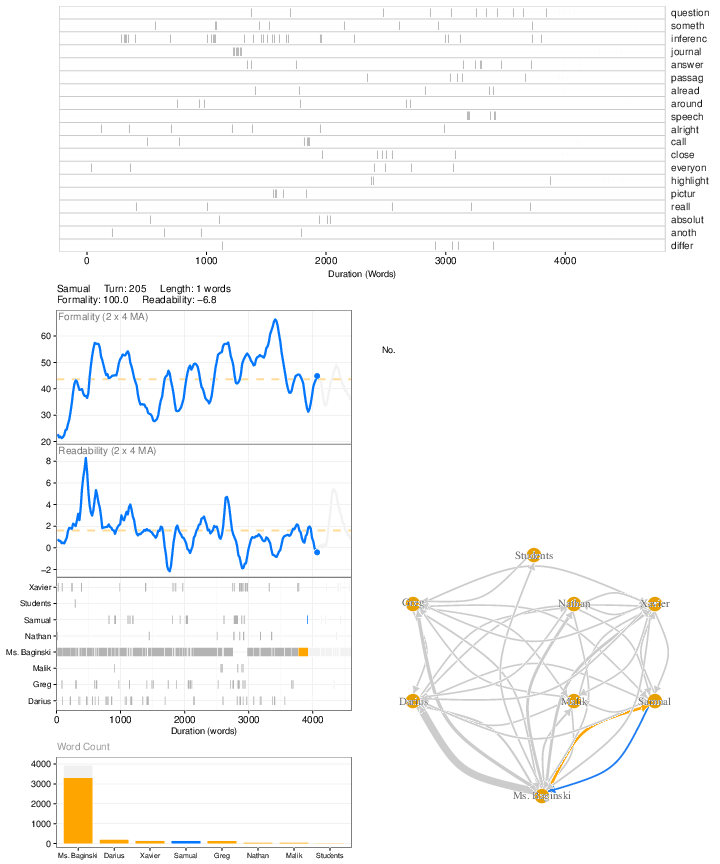 question
someth
inferenc
journal
answer
passag
alread
around
speech
alright
call
close
everyon
highlight
pictur
reall
absolut
anoth
differ
0 1000 2000 3000 4000
Duration (Words)
Samual Turn: 205 Length: 1 words
Formality: 100.0 Readability: −6.8
Formality (2 x 4 MA)
60
50
40
30
20
No.
Readability (2 x 4 MA)
8
6
4
2
0
−2
Xavier
Students
Samual
Nathan
Ms. Baginski
Malik
Greg
Darius
0 1000 2000 3000 4000
Duration (words)
Students
Greg Nathan Xavier
Darius Malik Samual
Ms. Baginski
Word Count
4000
3000
2000
1000
0
Ms. Baginski Darius Xavier Samual Greg Nathan Malik Students